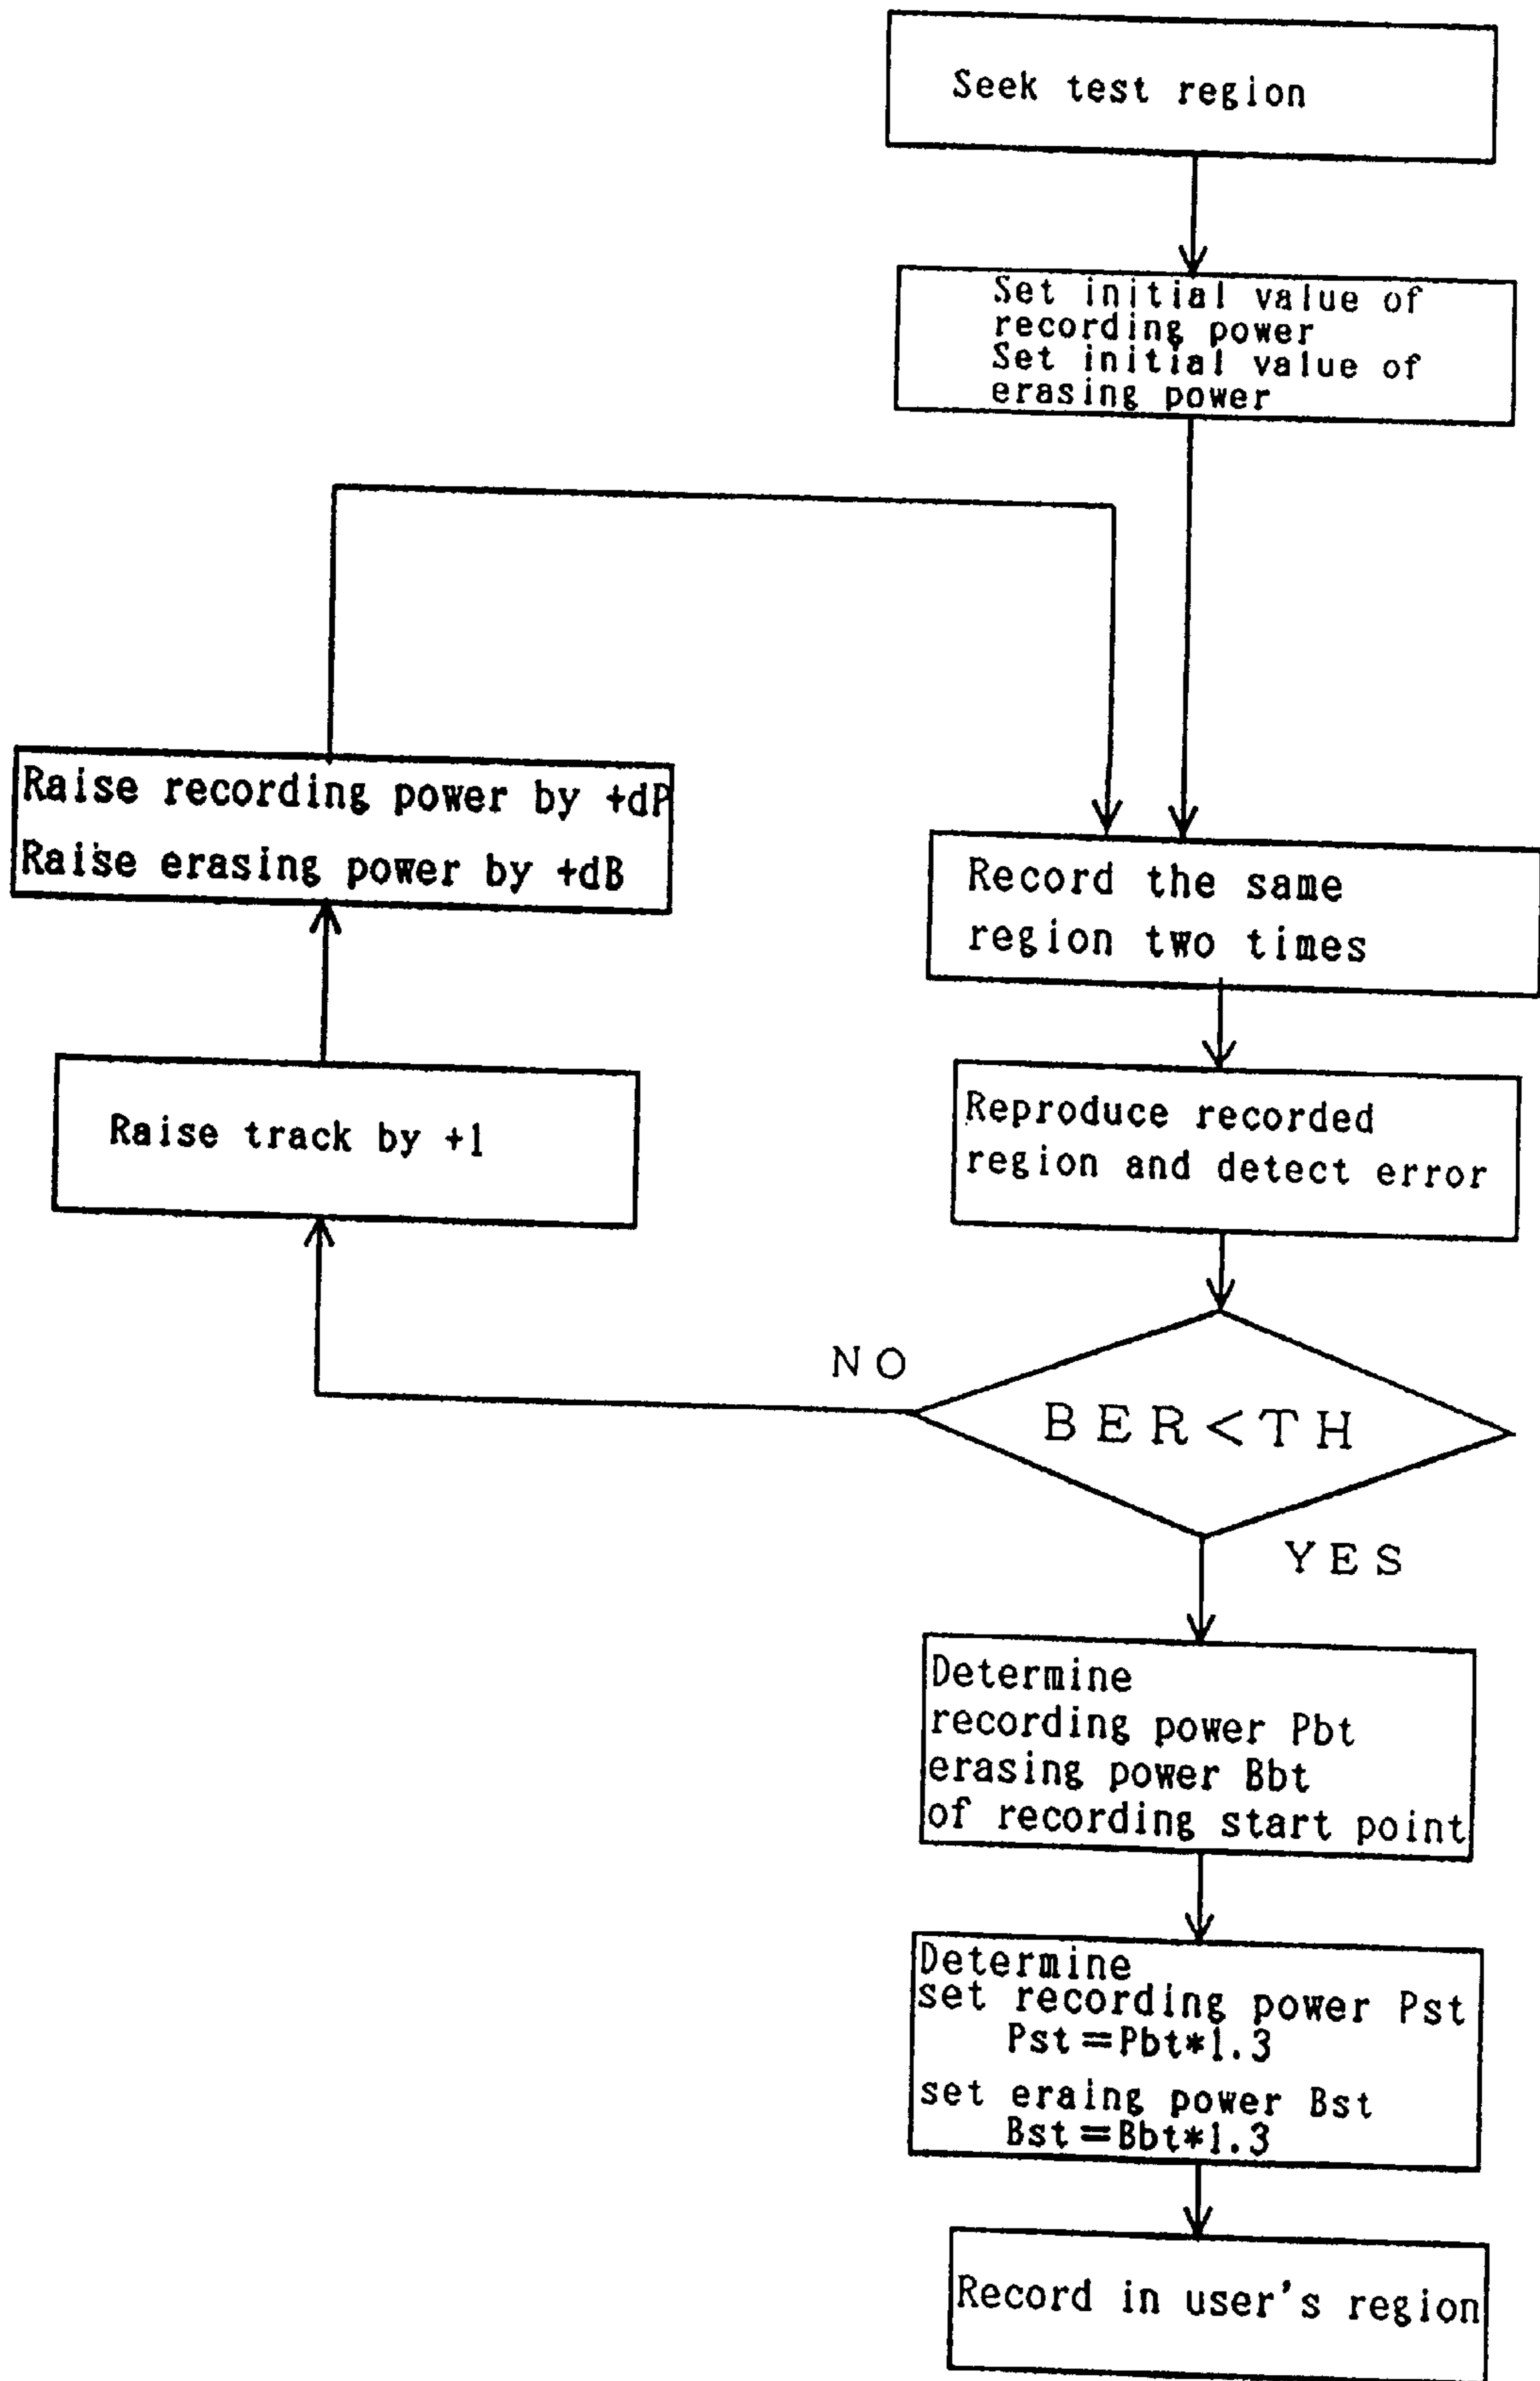 Seek test region
Set initial value of
recording power
Set initial value of
erasing power
Raise recording power by +dP
Raise erasing power by +dB
Record the same
region two times
Raise track by +1
Reproduce recorded
region and detect error
NO
BER<TH
YES
Determine
recording power Pbt
erasing power Bbt
of recording start point
Determine
set recording power Pst
Pst=Pbt*1.3
set eraing power Bst
Bst=Bbt*1.3
Record in user's region